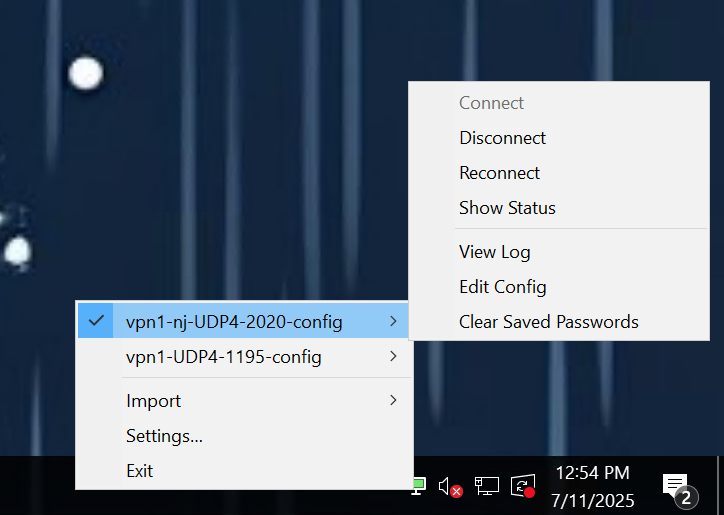 Connect
Disconnect
Reconnect
Show Status
View Log
Edit Config
Clear Saved Passwords
vpn1-nj-UDP4-2020-config
vpn1-UDP4-1195-config
Import
Settings...
Exit
12:54 PM
7/11/2025
2